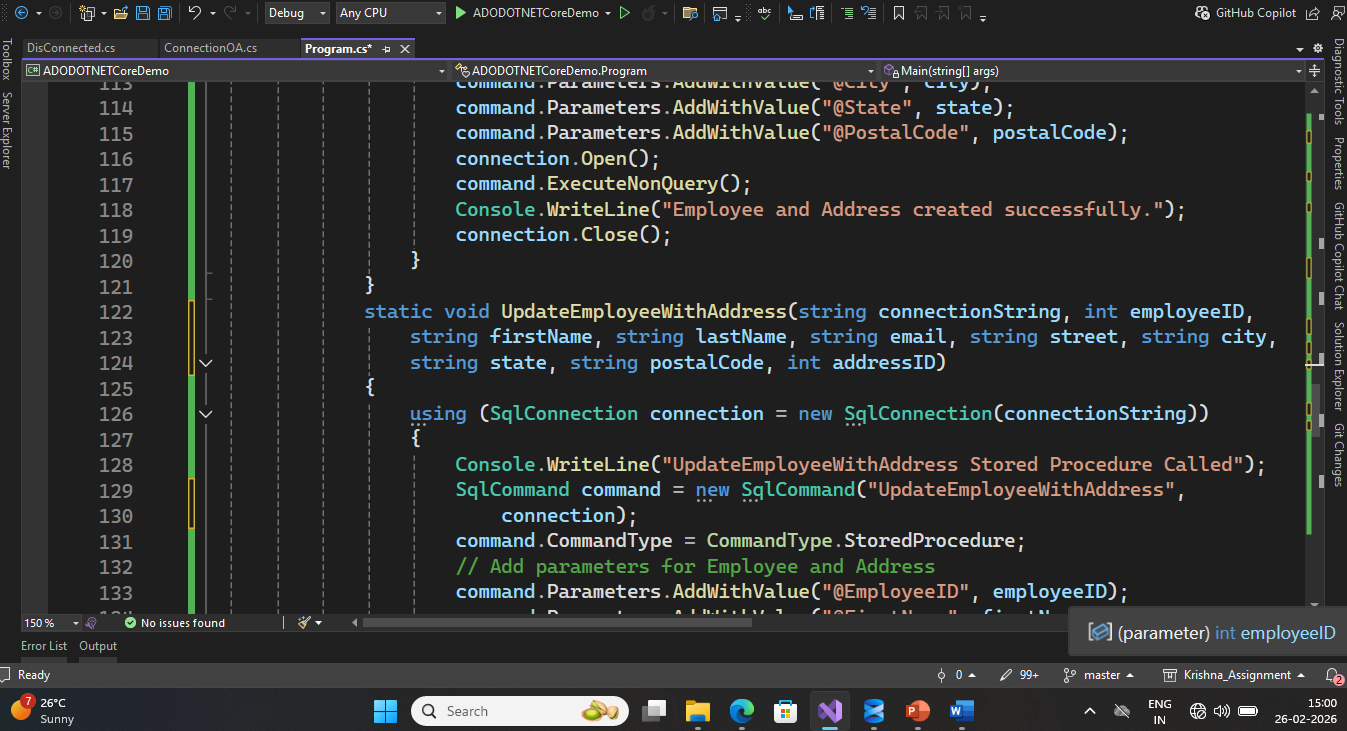 Debug
Any CPU
ADODOTNETCoreDemo
GitHub Copilot
DisConnected.cs
ConnectionOA.cs
Program.cs*
ADODOTNETCoreDemo
ADODOTNETCoreDemo.Program
Main(string[] args)
Toolbox
Server Explorer
113 command.Parameters.AddWithValue("@City", city);
114 command.Parameters.AddWithValue("@State", state);
115 command.Parameters.AddWithValue("@PostalCode", postalCode);
116 connection.Open();
117 command.ExecuteNonQuery();
118 Console.WriteLine("Employee and Address created successfully.");
119 connection.Close();
120 }
121 }
122 static void UpdateEmployeeWithAddress(string connectionString, int employeeID,
123 string firstName, string lastName, string email, string street, string city,
124 string state, string postalCode, int addressID)
125 {
126 using (SqlConnection connection = new SqlConnection(connectionString))
127 {
128 Console.WriteLine("UpdateEmployeeWithAddress Stored Procedure Called");
129 SqlCommand command = new SqlCommand("UpdateEmployeeWithAddress",
130 connection);
131 command.CommandType = CommandType.StoredProcedure;
132 // Add parameters for Employee and Address
133 command.Parameters.AddWithValue("@EmployeeID", employeeID);
Diagnostic Tools
Properties
GitHub Copilot Chat
Solution Explorer
Git Changes
(parameter) int employeeID
150 %
No issues found
Error List
Output
Ready
0
99+
master
Krishna_Assignment
2
7
26°C
Sunny
Search
ENG
IN
15:00
26-02-2026